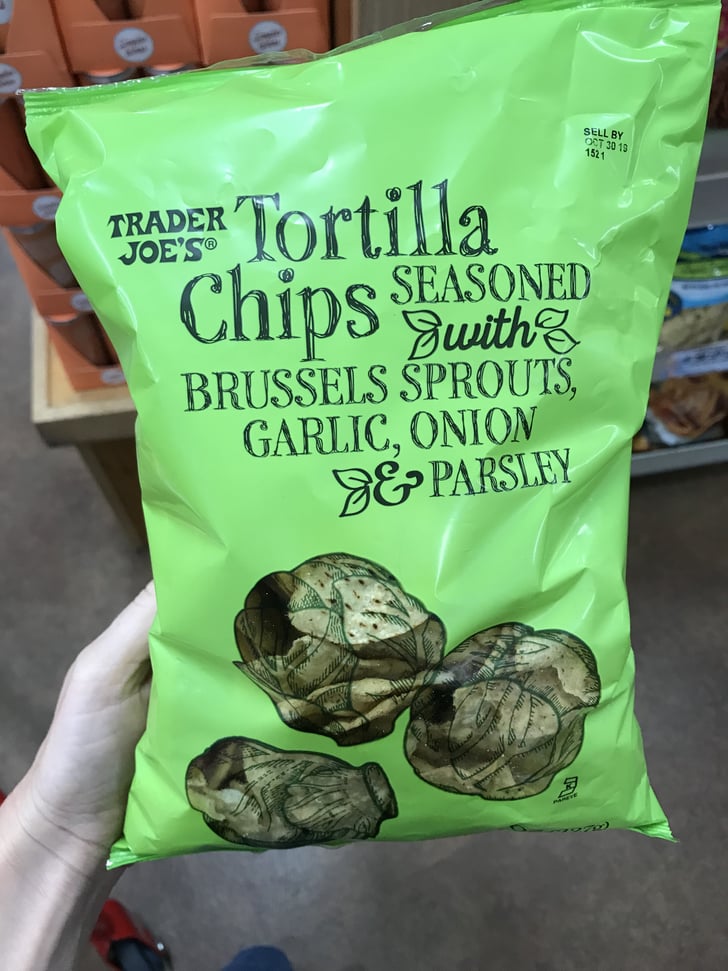 SELL BY
OCT 30 19
1521
TRADER JOE'S® Tortilla
Chips SEASONED
with
BRUSSELS SPROUTS,
GARLIC, ONION
& PARSLEY
K
PAREVE